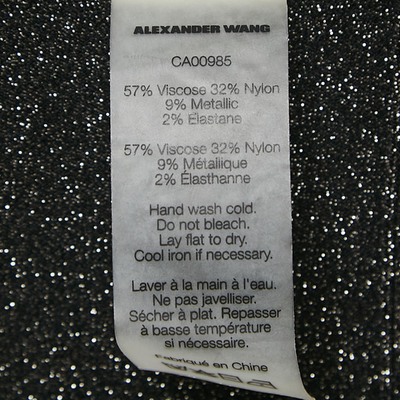 ALEXANDER WANG
CA00985
57% Viscose 32% Nylon
9% Metallic
2% Elastane
57% Viscose 32% Nylon
9% Métallique
2% Élasthanne
Hand wash cold.
Do not bleach.
Lay flat to dry.
Cool iron if necessary.
Laver à la main à l'eau.
Ne pas javelliser.
Sécher à plat. Repasser
à basse température
si nécessaire.
Fabriqué en Chine